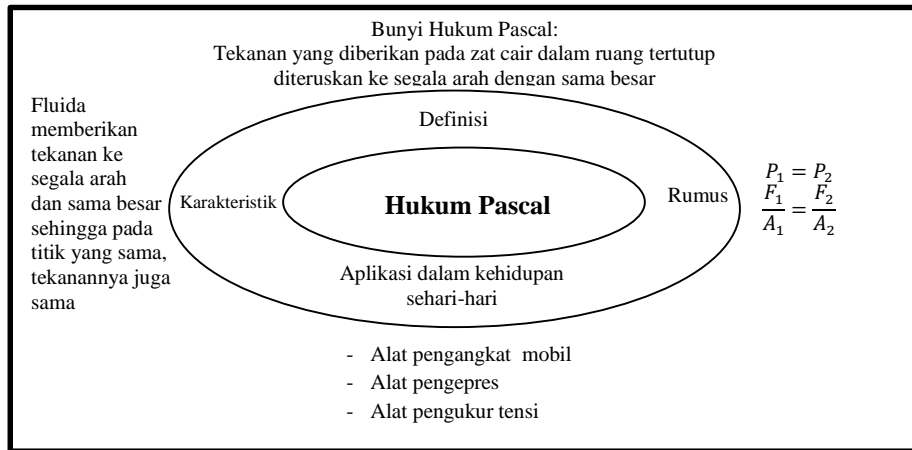 Bunyi Hukum Pascal:
Tekanan yang diberikan pada zat cair dalam ruang tertutup
diteruskan ke segala arah dengan sama besar
Definisi
Fluida
memberikan
tekanan ke
segala arah
dan sama besar
sehingga pada
titik yang sama,
tekanannya juga
sama
Karakteristik
Hukum Pascal
Rumus
P₁ = P₂
F₁/A₁ = F₂/A₂
Aplikasi dalam kehidupan
sehari-hari
- Alat pengangkat mobil
- Alat pengepres
- Alat pengukur tensi